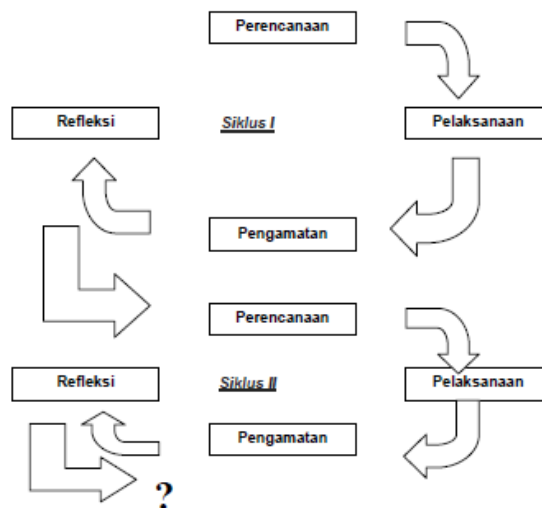 Perencanaan
Refleksi
Siklus I
Pelaksanaan
Pengamatan
Perencanaan
Refleksi
Siklus II
Pelaksanaan
Pengamatan
?